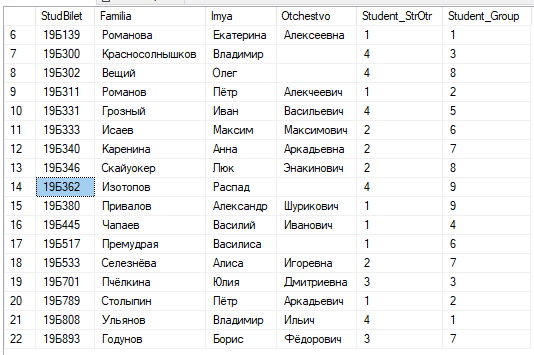 StudBilet Familia Imya Otchestvo Student_StrOtr Student_Group
6 19Б139 Романова Екатерина Алексеевна 1 1
7 19Б300 Красносолнышков Владимир 4 3
8 19Б302 Вещий Олег 4 8
9 19Б311 Романов Пётр Алекчеевич 1 2
10 19Б331 Грозный Иван Васильевич 4 5
11 19Б333 Исаев Максим Максимович 2 6
12 19Б340 Каренина Анна Аркадьевна 2 7
13 19Б346 Скайуокер Люк Энакинович 2 8
14 19Б362 Изотопов Распад 4 9
15 19Б380 Привалов Александр Шурикович 1 9
16 19Б445 Чапаев Василий Иванович 1 4
17 19Б517 Премудрая Василиса 1 6
18 19Б533 Селезнёва Алиса Игоревна 2 7
19 19Б701 Пчёлкина Юлия Дмитриевна 3 3
20 19Б789 Столыпин Пётр Аркадьевич 1 2
21 19Б808 Ульянов Владимир Ильич 4 1
22 19Б893 Годунов Борис Фёдорович 3 7